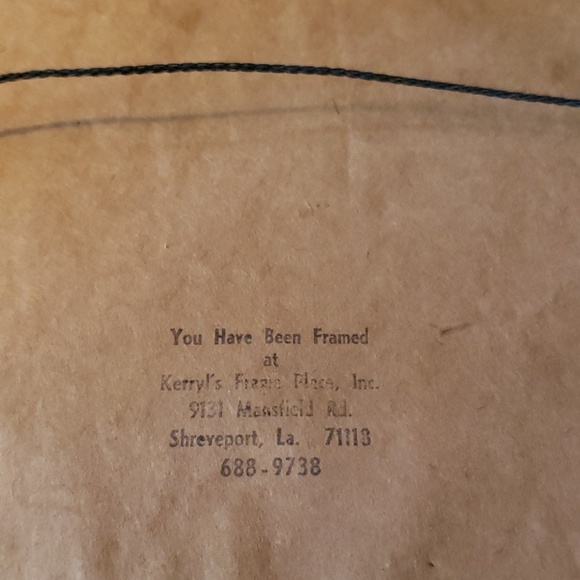 You Have Been Framed
at
Kerryl's Frame Place, Inc.
9131 Mansfield Rd.
Shreveport, La. 71118
688-9738